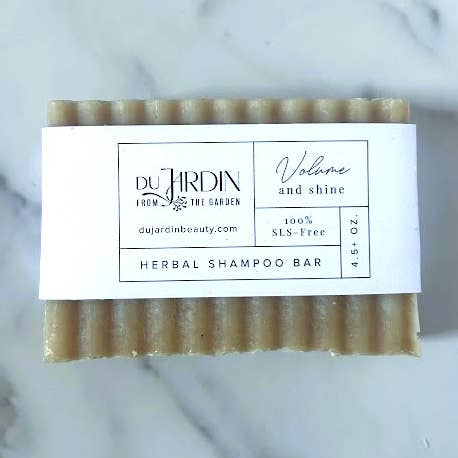 DU JARDIN
FROM THE GARDEN
dujardinbeauty.com
Volume
and shine
100%
SLS-Free
4.5+ OZ.
HERBAL SHAMPOO BAR